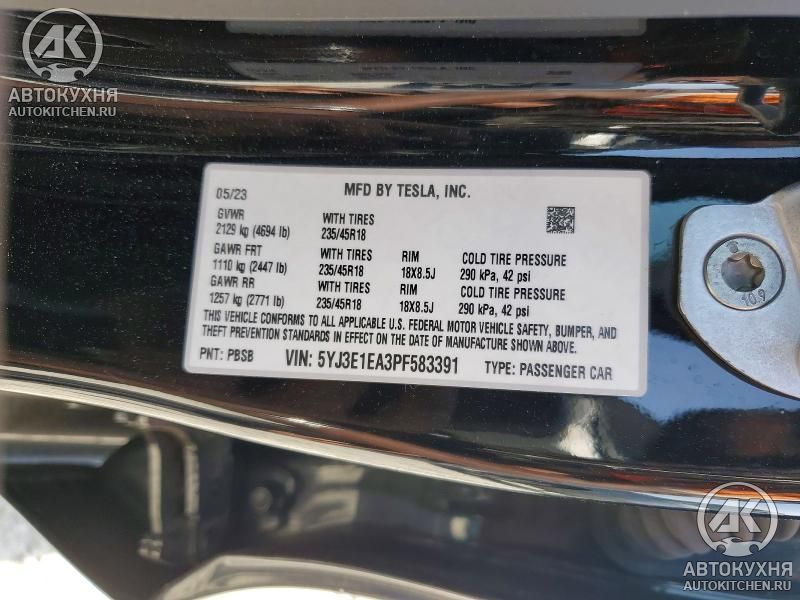 AK
АВТОКУХНЯ
AUTOKITCHEN.RU
05/23
MFD BY TESLA, INC.
GVWR
2129 kg (4694 lb)
WITH TIRES
235/45R18
GAWR FRT
1110 kg (2447 lb)
WITH TIRES
235/45R18
RIM
18X8.5J
COLD TIRE PRESSURE
290 kPa, 42 psi
GAWR RR
1257 kg (2771 lb)
WITH TIRES
235/45R18
RIM
18X8.5J
COLD TIRE PRESSURE
290 kPa, 42 psi
THIS VEHICLE CONFORMS TO ALL APPLICABLE U.S. FEDERAL MOTOR VEHICLE SAFETY, BUMPER, AND
THEFT PREVENTION STANDARDS IN EFFECT ON THE DATE OF MANUFACTURE SHOWN ABOVE.
PNT: PBSB VIN: 5YJ3E1EA3PF583391 TYPE: PASSENGER CAR
10.9
AK
АВТОКУХНЯ
AUTOKITCHEN.RU